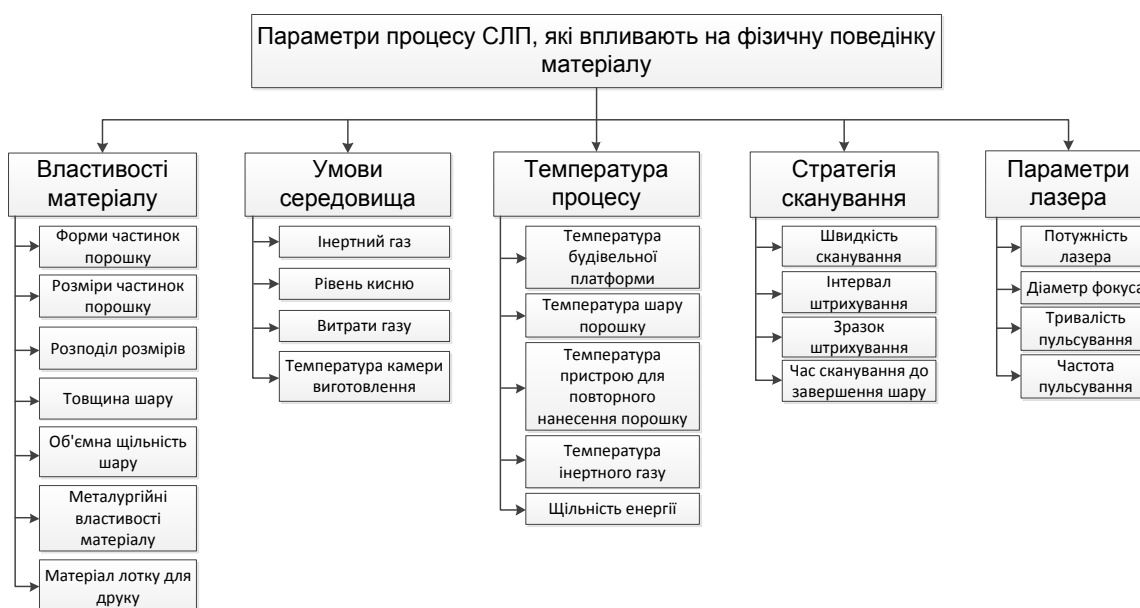 Параметри процесу СЛП, які впливають на фізичну поведінку
матеріалу
Властивості
матеріалу
Форми частинок
порошку
Розміри частинок
порошку
Розподіл розмірів
Товщина шару
Об'ємна щільність
шару
Металургійні
властивості
матеріалу
Матеріал лотку для
друку
Умови
середовища
Інертний газ
Рівень кисню
Витрати газу
Температура камери
виготовлення
Температура
процесу
Температура
будівельної
платформи
Температура шару
порошку
Температура
пристрою для
повторного
нанесення порошку
Температура
інертного газу
Щільність енергії
Стратегія
сканування
Швидкість
сканування
Інтервал
штрихування
Зразок
штрихування
Час сканування до
завершення шару
Параметри
лазера
Потужність
лазера
Діаметр фокуса
Тривалість
пульсування
Частота
пульсування